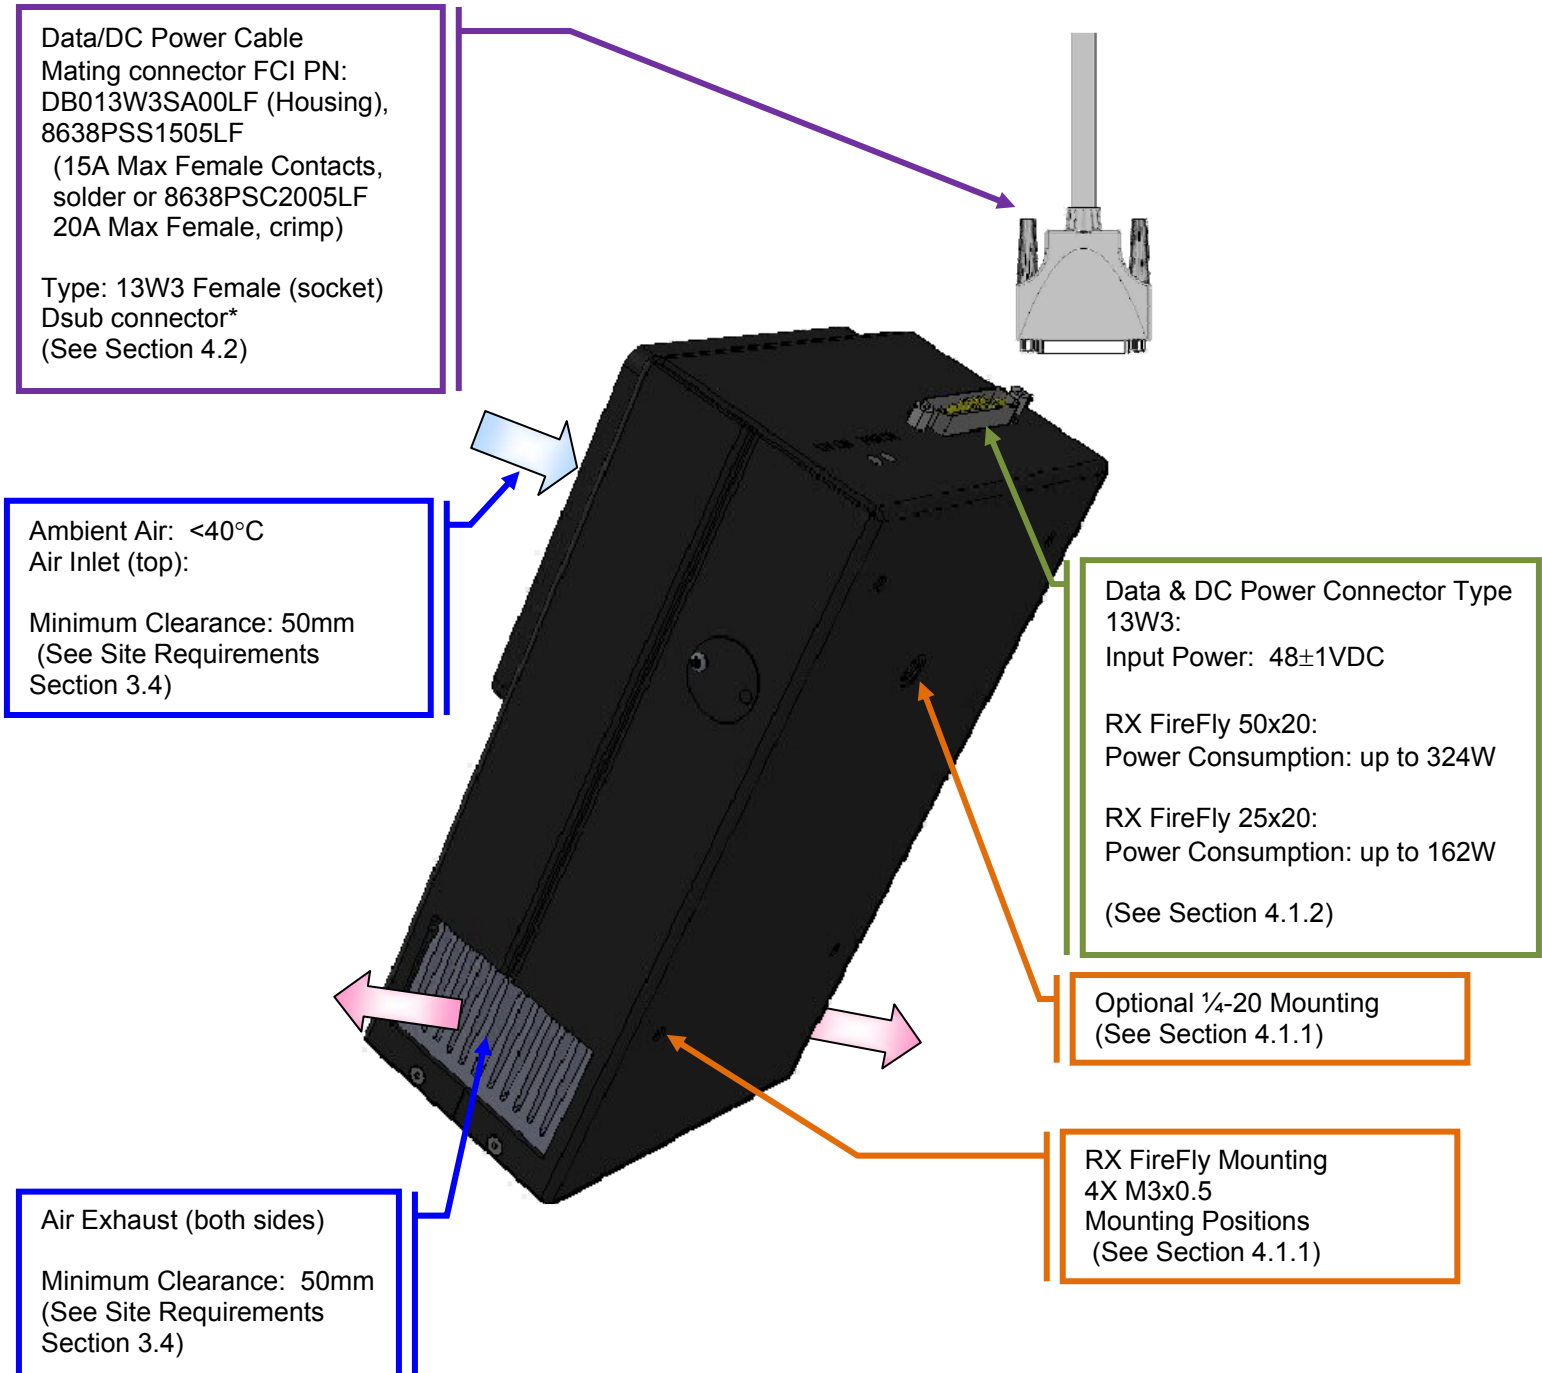 Data/DC Power Cable
Mating connector FCI PN:
DB013W3SA00LF (Housing),
8638PSS1505LF
(15A Max Female Contacts,
solder or 8638PSC2005LF
20A Max Female, crimp)
Type: 13W3 Female (socket)
Dsub connector*
(See Section 4.2)
Ambient Air: <40°C
Air Inlet (top):
Minimum Clearance: 50mm
(See Site Requirements
Section 3.4)
Data & DC Power Connector Type
13W3:
Input Power: 48±1VDC
RX FireFly 50x20:
Power Consumption: up to 324W
RX FireFly 25x20:
Power Consumption: up to 162W
(See Section 4.1.2)
Optional ¼-20 Mounting
(See Section 4.1.1)
RX FireFly Mounting
4X M3x0.5
Mounting Positions
(See Section 4.1.1)
Air Exhaust (both sides)
Minimum Clearance: 50mm
(See Site Requirements
Section 3.4)